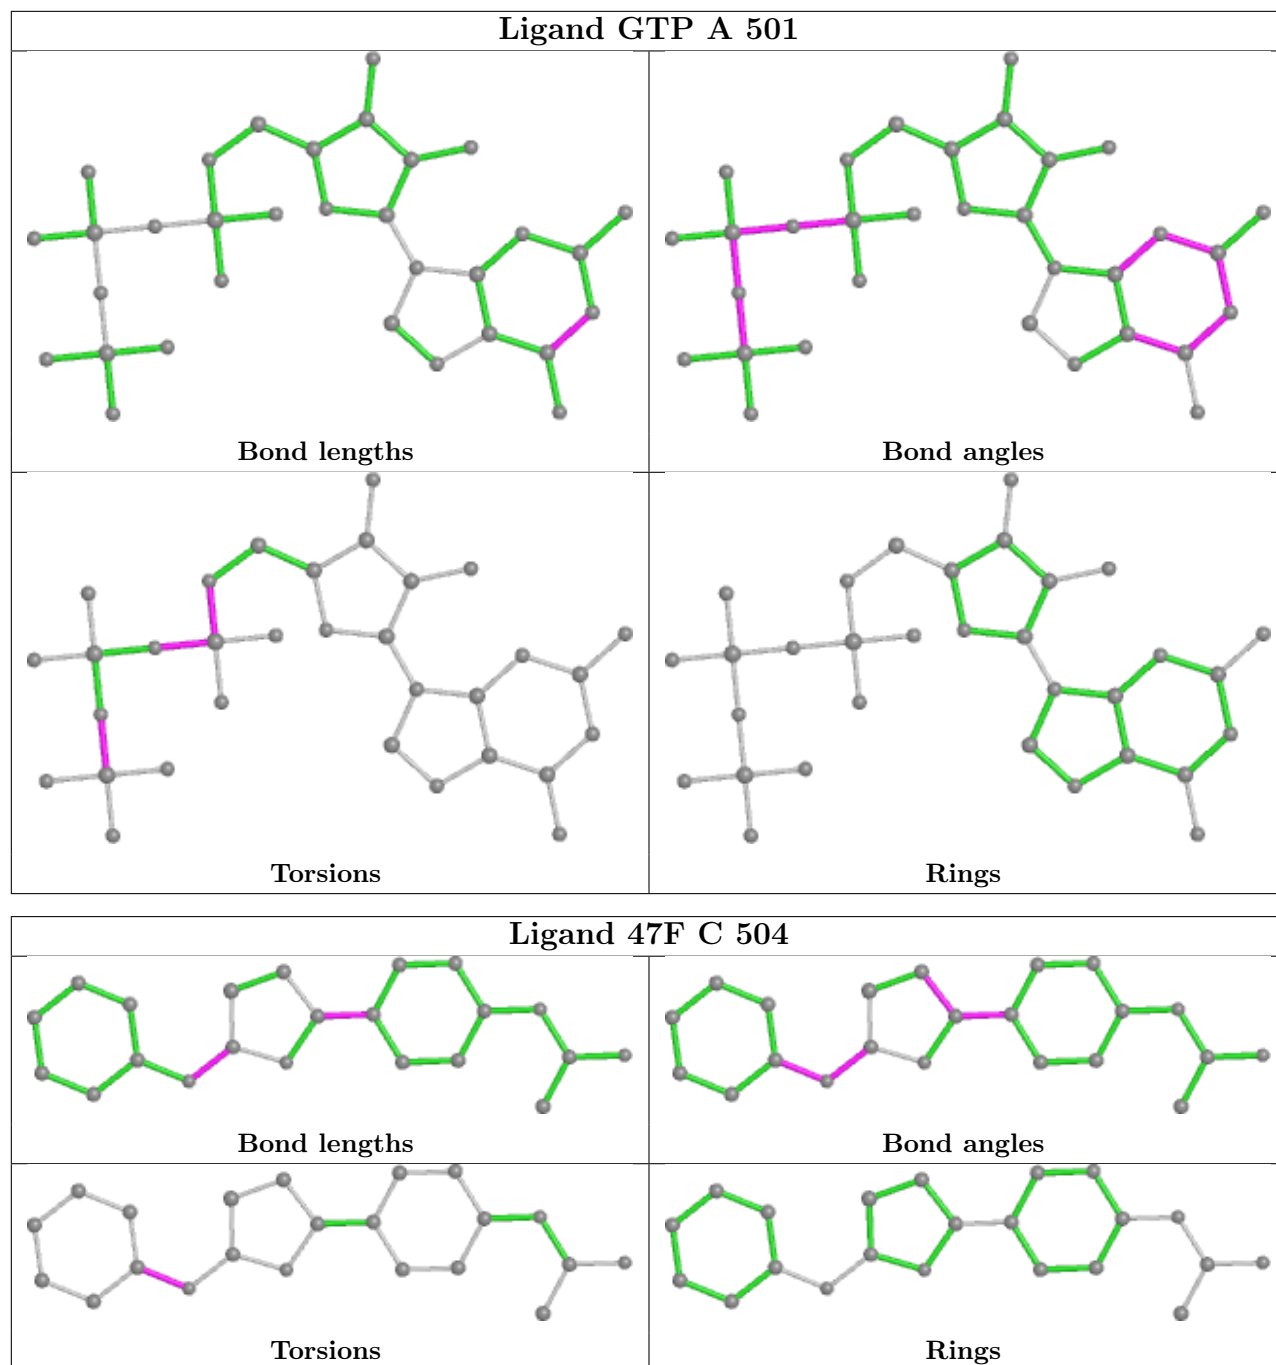 Ligand GTP A 501
Bond lengths
Bond angles
Torsions
Rings
Ligand 47F C 504
Bond lengths
Bond angles
Torsions
Rings